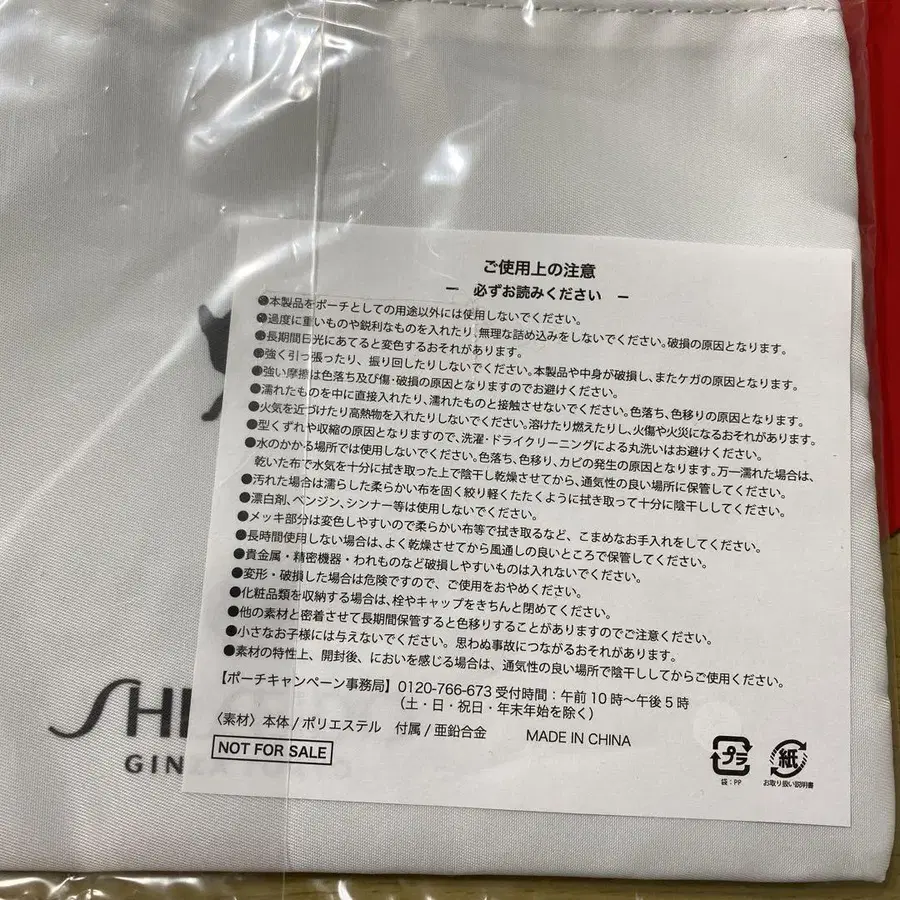 ご使用上の注意
ー 必ずお読みください ー
●本製品をポーチとしての用途以外には使用しないでください。
●過度に重いものや鋭利なものを入れたり、無理な詰め込みをしないでください。破損の原因となります。
●長期間日光にあてると変色するおそれがあります。
●強く引っ張ったり、振り回したりしないでください。本製品や中身が破損し、またケガの原因となります。
●強い摩擦は色落ち及び傷・破損の原因となりますのでお避けください。
●濡れたものを中に直接入れたり、濡れたものと接触させないでください。色落ち、色移りの原因となります。
●火気を近づけたり高熱物を入れたりしないでください。溶けたり燃えたりし、火傷や火災になるおそれがあります。
●型くずれや収縮の原因となりますので、洗濯・ドライクリーニングによる丸洗いはお避けください。
●水のかかる場所では使用しないでください。色落ち、色移り、カビの発生の原因となります。万一濡れた場合は、
乾いた布で水気を十分に拭き取った上で陰干し乾燥させてから、通気性の良い場所に保管してください。
●汚れた場合は濡らした柔らかい布を固く絞り軽くたたくように拭き取って十分に陰干ししてください。
●漂白剤、ベンジン、シンナー等は使用しないでください。
●メッキ部分は変色しやすいので柔らかい布等で拭き取るなど、こまめなお手入れをしてください。
●長時間使用しない場合は、よく乾燥させてから風通しの良いところで保管してください。
●貴金属・精密機器・われものなど破損しやすいものは入れないでください。
●変形・破損した場合は危険ですので、ご使用をおやめください。
●化粧品類を収納する場合は、栓やキャップをきちんと閉めてください。
●他の素材と密着させて長期間保管すると色移りすることがありますのでご注意ください。
●小さなお子様には与えないでください。思わぬ事故につながるおそれがあります。
●素材の特性上、開封後、においを感じる場合は、通気性の良い場所で陰干ししてからご使用ください。
【ポーチキャンペーン事務局】0120-766-673 受付時間：午前10時〜午後5時
（土・日・祝日・年末年始を除く）
〈素材〉本体/ポリエステル 付属/亜鉛合金 MADE IN CHINA
NOT FOR SALE
プラ
袋：PP
紙
お取り扱い説明書
SHI
GIN